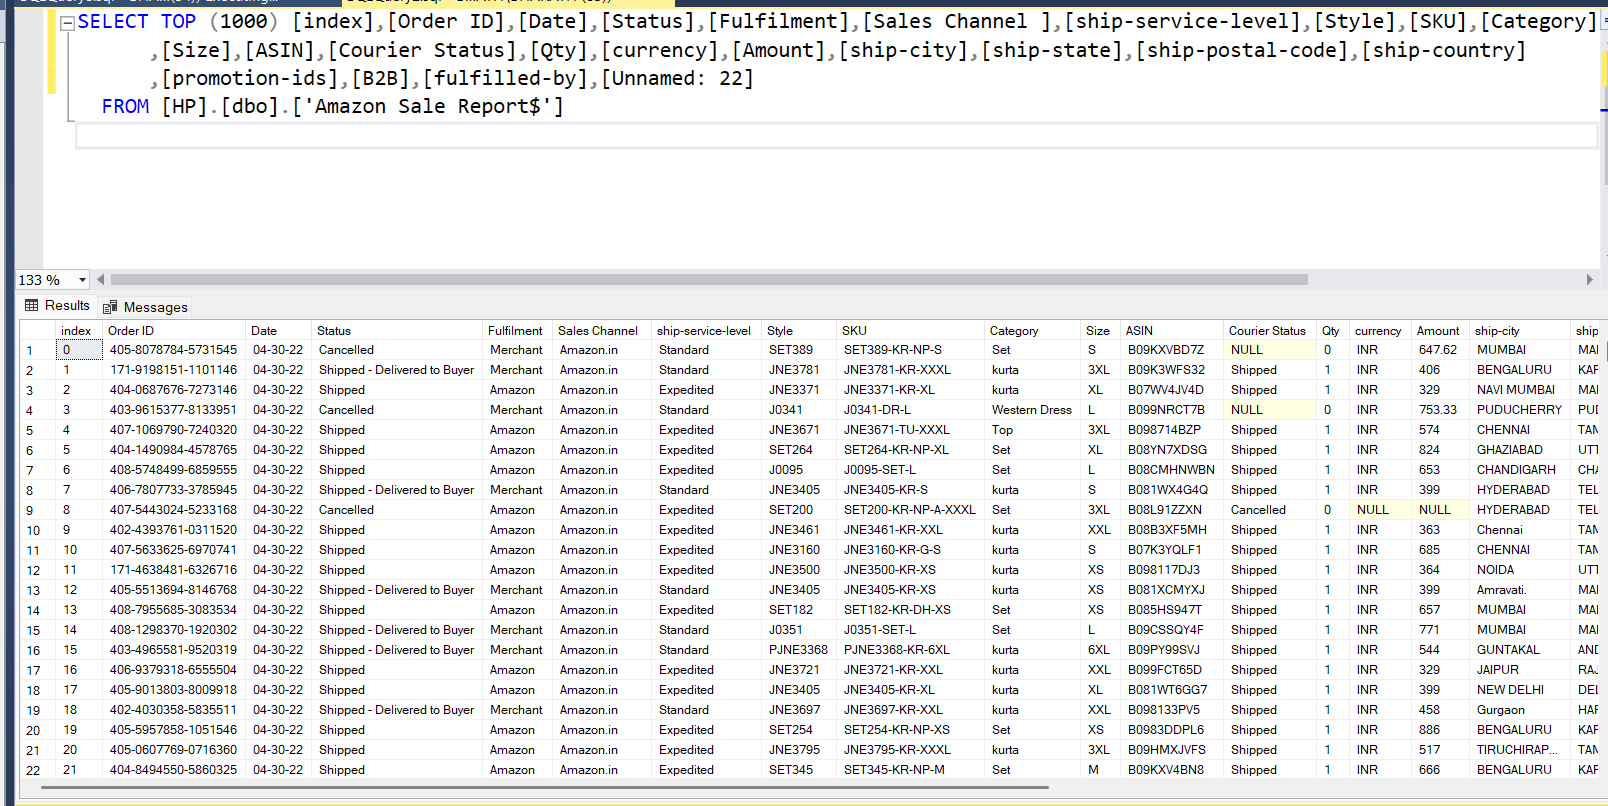 SELECT TOP (1000) [index],[Order ID],[Date],[Status],[Fulfilment],[Sales Channel ],[ship-service-level],[Style],[SKU],[Category]
,[Size],[ASIN],[Courier Status],[Qty],[currency],[Amount],[ship-city],[ship-state],[ship-postal-code],[ship-country]
,[promotion-ids],[B2B],[fulfilled-by],[Unnamed: 22]
FROM [HP].[dbo].['Amazon Sale Report$']
133 %
Results Messages
index Order ID Date Status Fulfilment Sales Channel ship-service-level Style SKU Category Size ASIN Courier Status Qty currency Amount ship-city ship
1 0 405-8078784-5731545 04-30-22 Cancelled Merchant Amazon.in Standard SET389 SET389-KR-NP-S Set S B09KXVBD7Z NULL 0 INR 647.62 MUMBAI
2 1 171-9198151-1101146 04-30-22 Shipped - Delivered to Buyer Merchant Amazon.in Standard JNE3781 JNE3781-KR-XXXL kurta 3XL B09K3WFS32 Shipped 1 INR 406 BENGALURU
3 2 404-0687676-7273146 04-30-22 Shipped Amazon Amazon.in Expedited JNE3371 JNE3371-KR-XL kurta XL B07WV4JV4D Shipped 1 INR 329 NAVI MUMBAI
4 3 403-9615377-8133951 04-30-22 Cancelled Merchant Amazon.in Standard J0341 J0341-DR-L Western Dress L B099NRCT7B NULL 0 INR 753.33 PUDUCHERRY
5 4 407-1069790-7240320 04-30-22 Shipped Amazon Amazon.in Expedited JNE3671 JNE3671-TU-XXXL Top 3XL B098714BZP Shipped 1 INR 574 CHENNAI
6 5 404-1490984-4578765 04-30-22 Shipped Amazon Amazon.in Expedited SET264 SET264-KR-NP-XL Set XL B08YN7XDSG Shipped 1 INR 824 GHAZIABAD
7 6 408-5748499-6859555 04-30-22 Shipped Amazon Amazon.in Expedited J0095 J0095-SET-L Set L B08CMHNWBN Shipped 1 INR 653 CHANDIGARH
8 7 406-7807733-3785945 04-30-22 Shipped - Delivered to Buyer Merchant Amazon.in Standard JNE3405 JNE3405-KR-S kurta S B081WX4G4Q Shipped 1 INR 399 HYDERABAD
9 8 407-5443024-5233168 04-30-22 Cancelled Amazon Amazon.in Expedited SET200 SET200-KR-NP-A-XXXL Set 3XL B08L91ZZXN Cancelled 0 NULL NULL HYDERABAD
10 9 402-4393761-0311520 04-30-22 Shipped Amazon Amazon.in Expedited JNE3461 JNE3461-KR-XXL kurta XXL B08B3XF5MH Shipped 1 INR 363 Chennai
11 10 407-5633625-6970741 04-30-22 Shipped Amazon Amazon.in Expedited JNE3160 JNE3160-KR-G-S kurta S B07K3YQLF1 Shipped 1 INR 685 CHENNAI
12 11 171-4638481-6326716 04-30-22 Shipped Amazon Amazon.in Expedited JNE3500 JNE3500-KR-XS kurta XS B098117DJ3 Shipped 1 INR 364 NOIDA
13 12 405-5513694-8146768 04-30-22 Shipped - Delivered to Buyer Merchant Amazon.in Standard JNE3405 JNE3405-KR-XS kurta XS B081XCMYXJ Shipped 1 INR 399 Amravati.
14 13 408-7955685-3083534 04-30-22 Shipped Amazon Amazon.in Expedited SET182 SET182-KR-DH-XS Set XS B085HS947T Shipped 1 INR 657 MUMBAI
15 14 408-1298370-1920302 04-30-22 Shipped - Delivered to Buyer Merchant Amazon.in Standard J0351 J0351-SET-L Set L B09CSSQY4F Shipped 1 INR 771 MUMBAI
16 15 403-4965581-9520319 04-30-22 Shipped - Delivered to Buyer Merchant Amazon.in Standard PJNE3368 PJNE3368-KR-6XL kurta 6XL B09PY99SVJ Shipped 1 INR 544 GUNTAKAL
17 16 406-9379318-6555504 04-30-22 Shipped Amazon Amazon.in Expedited JNE3721 JNE3721-KR-XXL kurta XXL B099FCT65D Shipped 1 INR 329 JAIPUR
18 17 405-9013803-8009918 04-30-22 Shipped Amazon Amazon.in Expedited JNE3405 JNE3405-KR-XL kurta XL B081WT6GG7 Shipped 1 INR 399 NEW DELHI
19 18 402-4030358-5835511 04-30-22 Shipped - Delivered to Buyer Merchant Amazon.in Standard JNE3697 JNE3697-KR-XXL kurta XXL B098133PV5 Shipped 1 INR 458 Gurgaon
20 19 405-5957858-1051546 04-30-22 Shipped Amazon Amazon.in Expedited SET254 SET254-KR-NP-XS Set XS B0983DDPL6 Shipped 1 INR 886 BENGALURU
21 20 405-0607769-0716360 04-30-22 Shipped Amazon Amazon.in Expedited JNE3795 JNE3795-KR-XXXL kurta 3XL B09HMXJVFS Shipped 1 INR 517 TIRUCHIRAP...
22 21 404-8494550-5860325 04-30-22 Shipped Amazon Amazon.in Expedited SET345 SET345-KR-NP-M Set M B09KXV4BN8 Shipped 1 INR 666 BENGALURU